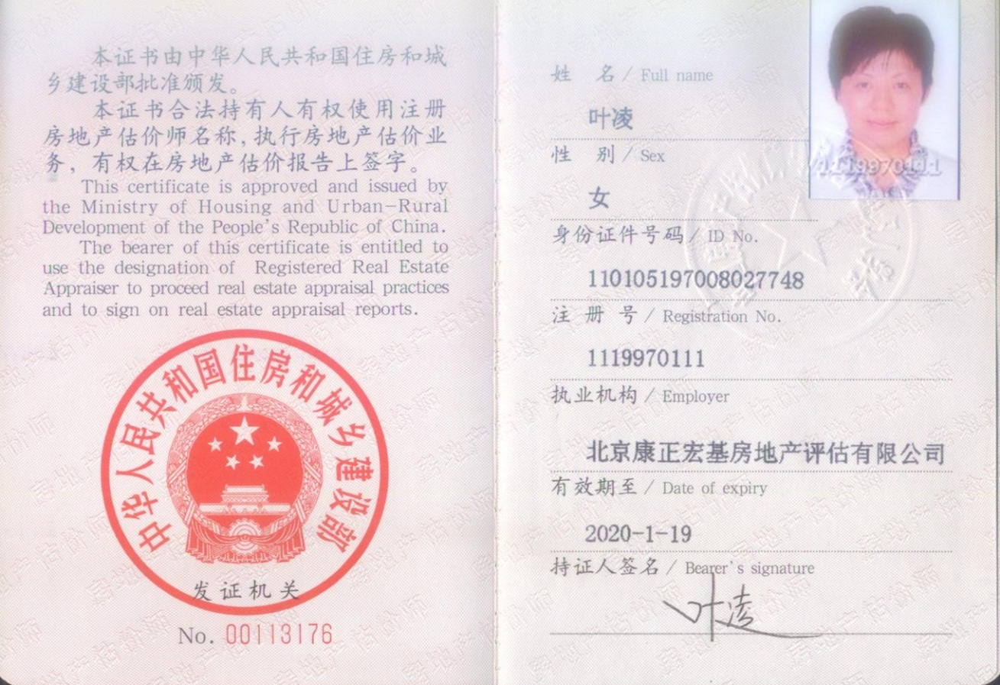 本证书由中华人民共和国住房和城
乡建设部批准颁发。
本证书合法持有人有权使用注册
房地产估价师名称，执行房地产估价业
务，有权在房地产估价报告上签字。
This certificate is approved and issued by
the Ministry of Housing and Urban-Rural
Development of the People's Republic of China.
The bearer of this certificate is entitled to
use the designation of Registered Real Estate
Appraiser to proceed real estate appraisal practices
and to sign on real estate appraisal reports.
中华人民共和国住房和城乡建设部
发证机关
No. 00113176
姓 名 / Full name
叶凌
性 别 / Sex
女
身份证件号码 / ID No.
110105197008027748
注 册 号 / Registration No.
1119970111
执业机构 / Employer
北京康正宏基房地产评估有限公司
有效期至 / Date of expiry
2020-1-19
持证人签名 / Bearer's signature
叶凌
1119970111